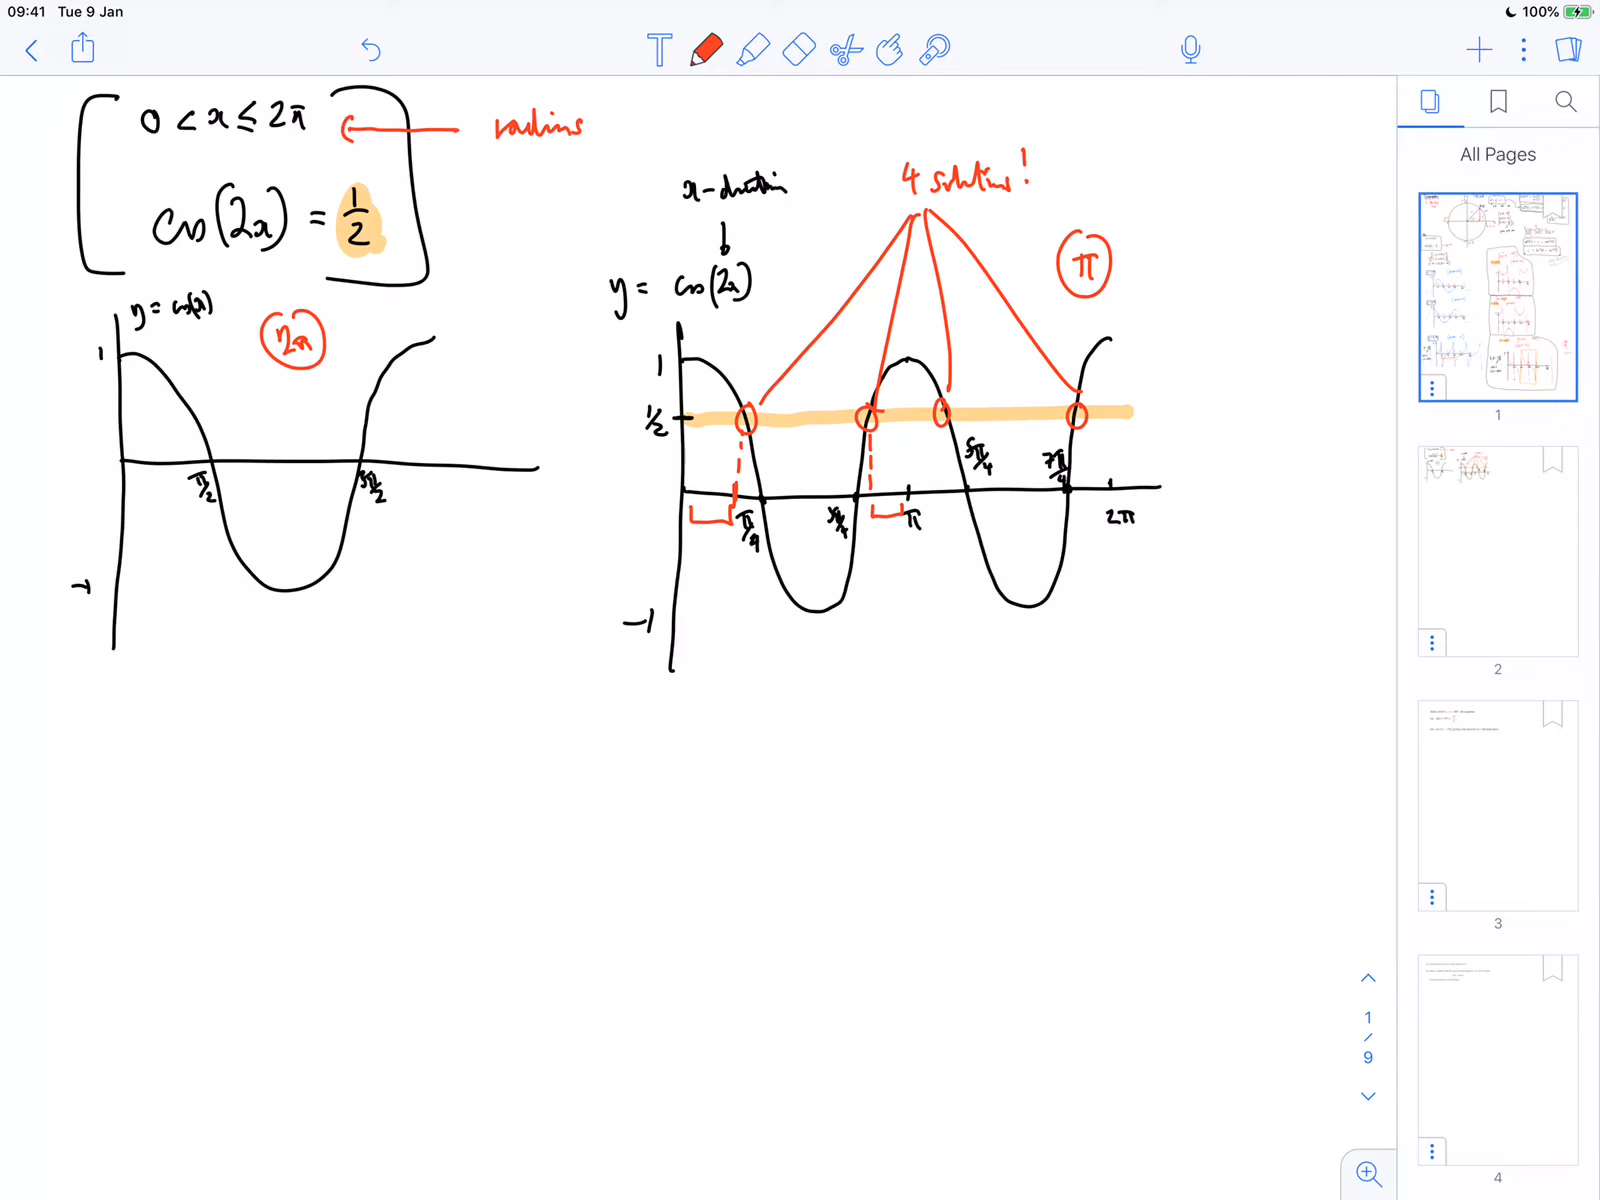 09:41 Tue 9 Jan
100%
T
0 < x ≤ 2π
radians
cos(2x) = 1/2
y = cos(x)
2π
1
π/2
3π/2
-1
x-direction
4 solutions!
y = cos(2x)
π
1
1/2
5π/4
7π/4
π/4
3π/4
π
2π
-1
All Pages
1
2
3
4
1
/
9